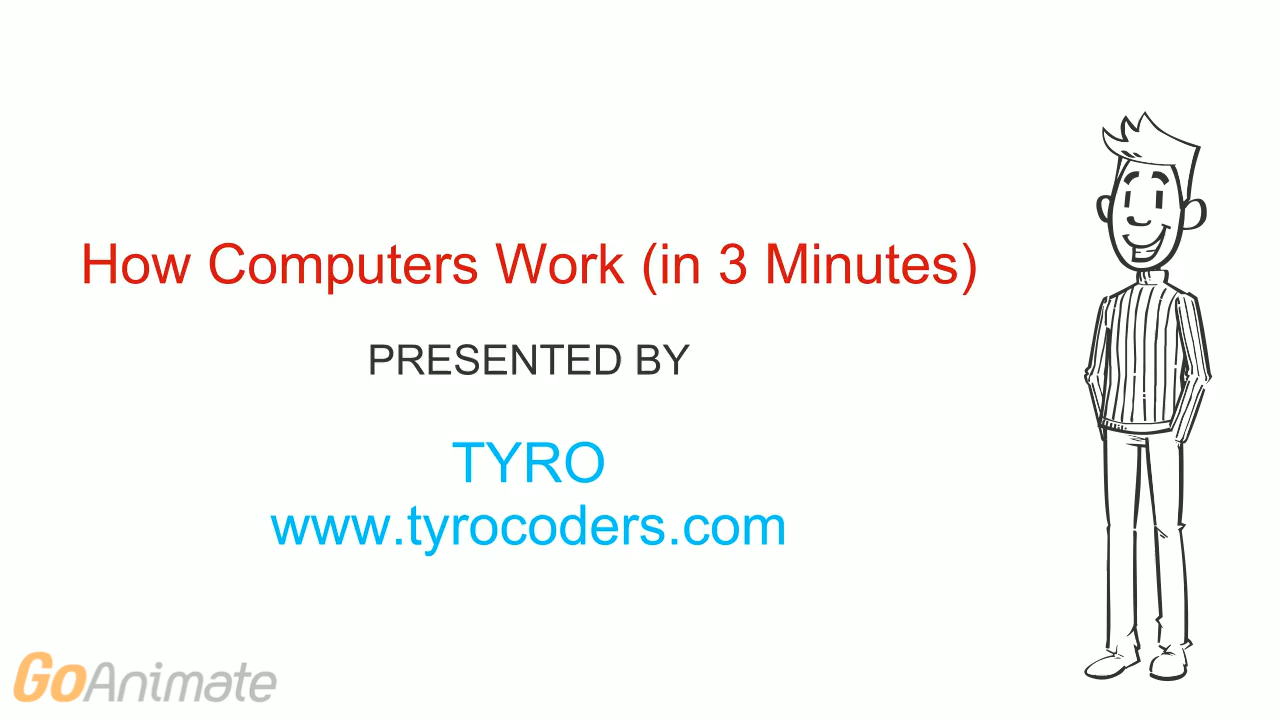 How Computers Work (in 3 Minutes)
PRESENTED BY
TYRO
www.tyrocoders.com
GoAnimate